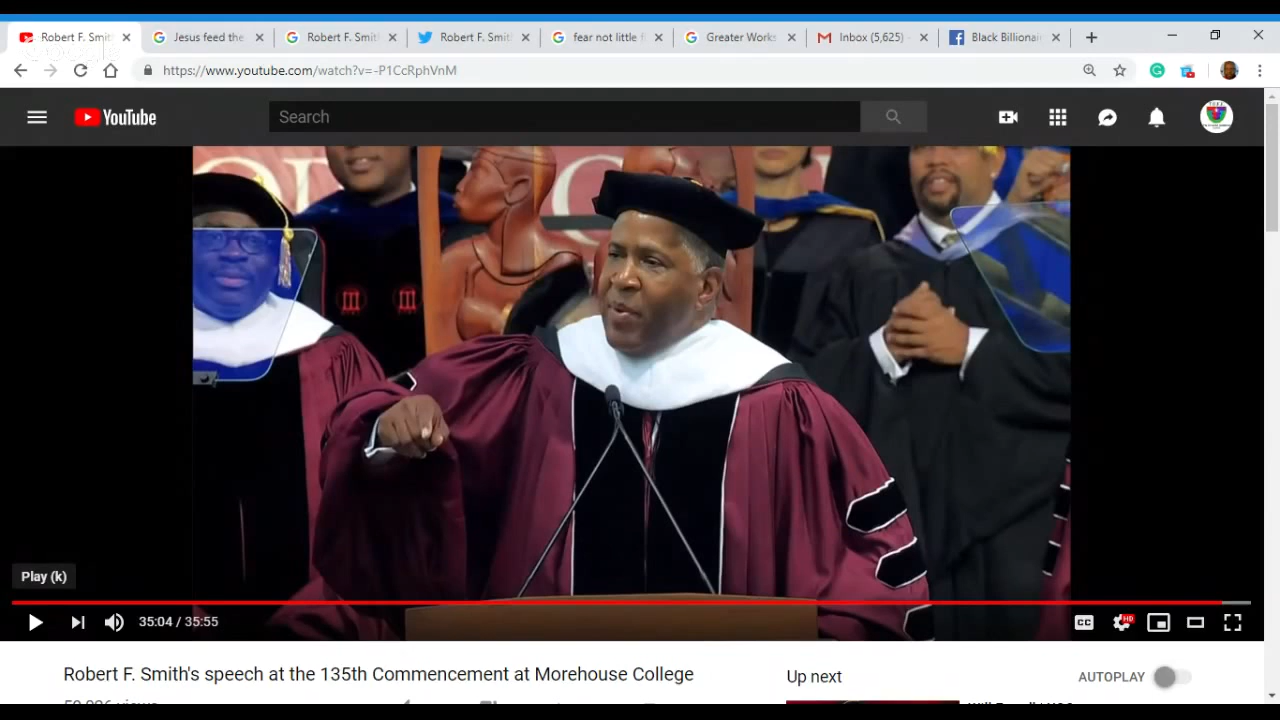 Robert F. Smit
Jesus feed the
Robert F. Smit
Robert F. Smit
fear not little f
Greater Works
Inbox (5,625)
Black Billionai
https://www.youtube.com/watch?v=-P1CcRphVnM
YouTube
Search
Play (k)
35:04 / 35:55
CC
HD
Robert F. Smith's speech at the 135th Commencement at Morehouse College
Up next
AUTOPLAY